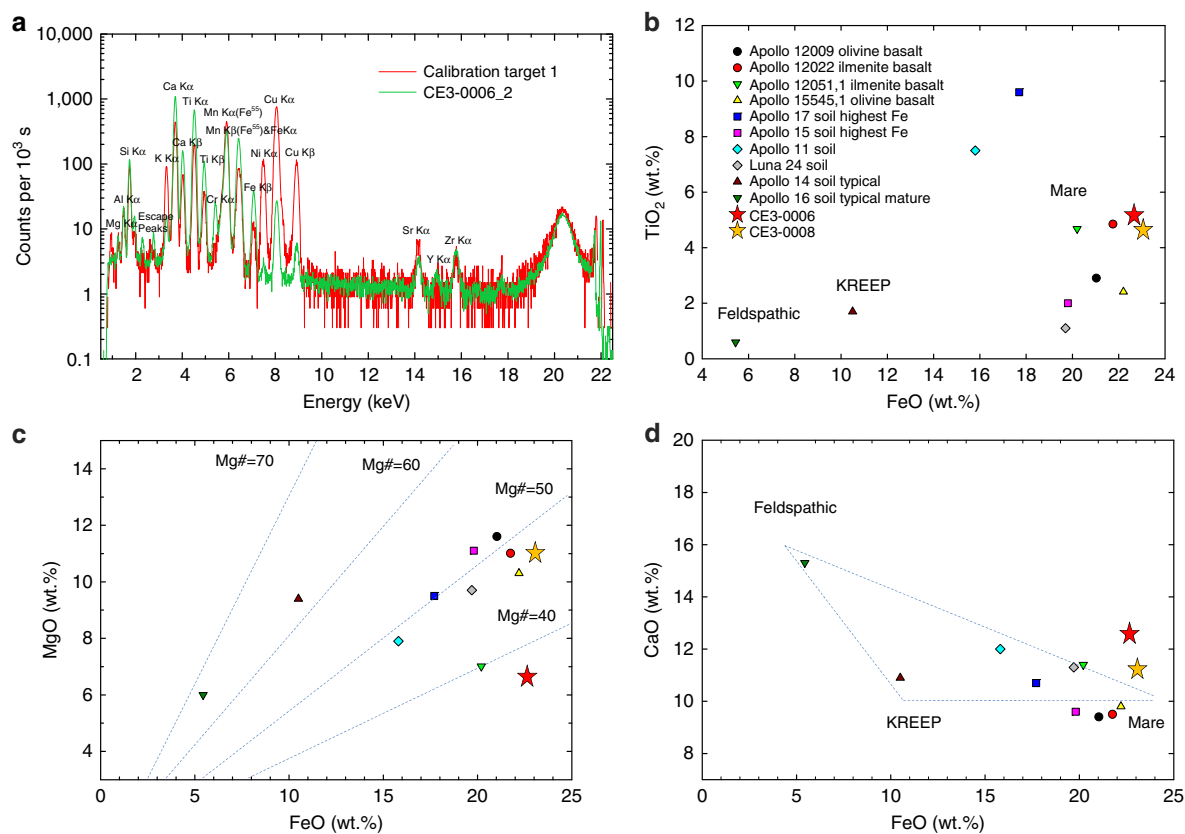 a
10,000
1,000
100
10
1
0.1
Counts per 10³ s
2 4 6 8 10 12 14 16 18 20 22
Energy (keV)
Calibration target 1
CE3-0006_2
Ca Kα
Ti Kα
Mn Kα(Fe⁵⁵)
Cu Kα
Mn Kβ(Fe⁵⁵)&FeKα
Ca Kβ
Si Kα
K Kα
Ti Kβ
Ni Kα
Cu Kβ
Fe Kβ
Al Kα
Cr Kα
Mg Kα
Escape
Peaks
Sr Kα
Zr Kα
Y Kα
b
12
10
8
6
4
2
0
TiO₂ (wt.%)
4 6 8 10 12 14 16 18 20 22 24
FeO (wt.%)
Apollo 12009 olivine basalt
Apollo 12022 ilmenite basalt
Apollo 12051,1 ilmenite basalt
Apollo 15545,1 olivine basalt
Apollo 17 soil highest Fe
Apollo 15 soil highest Fe
Apollo 11 soil
Luna 24 soil
Apollo 14 soil typical
Apollo 16 soil typical mature
CE3-0006
CE3-0008
Mare
KREEP
Feldspathic
c
14
12
10
8
6
4
MgO (wt.%)
0 5 10 15 20 25
FeO (wt.%)
Mg#=70
Mg#=60
Mg#=50
Mg#=40
d
20
18
16
14
12
10
8
CaO (wt.%)
0 5 10 15 20 25
FeO (wt.%)
Feldspathic
KREEP
Mare